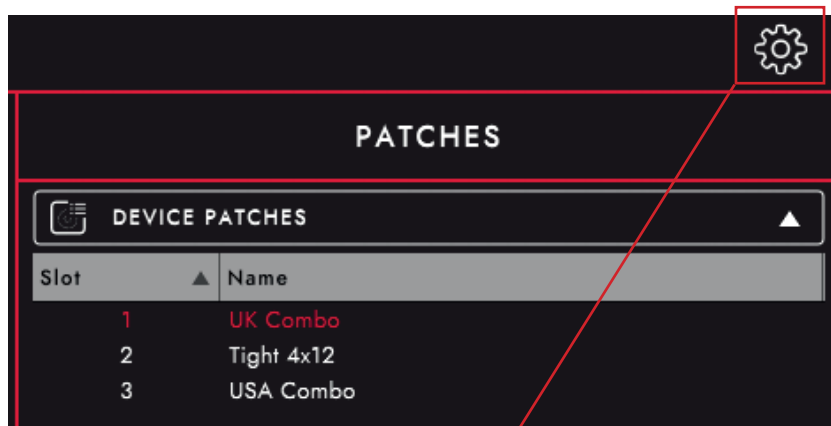 PATCHES
DEVICE PATCHES
Slot Name
1 UK Combo
2 Tight 4x12
3 USA Combo